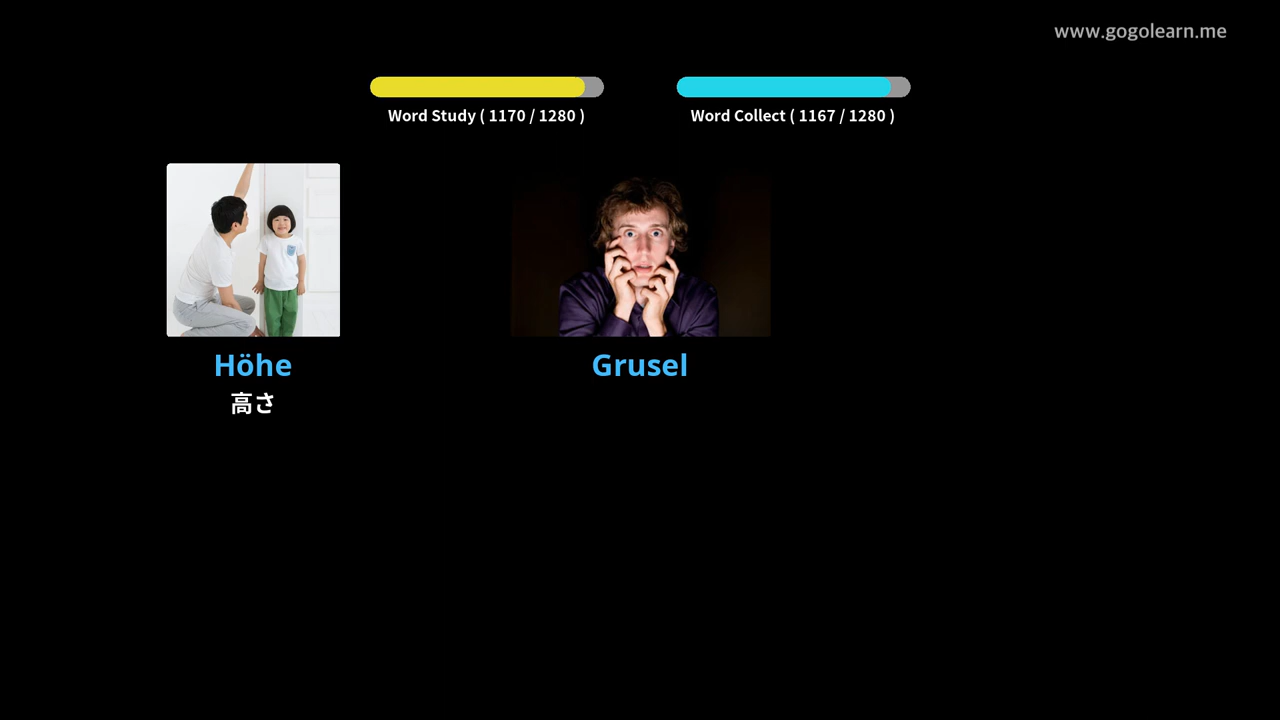 www.gogolearn.me
Word Study ( 1170 / 1280 )
Word Collect ( 1167 / 1280 )
Höhe
高さ
Grusel